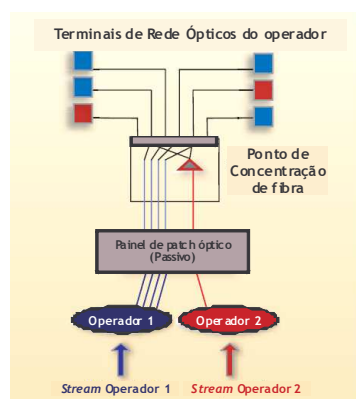 Terminais de Rede Ópticos do operador
Ponto de
Concentração
de fibra
Painel de patch óptico
(Passivo)
Operador 1
Operador 2
Stream Operador 1
Stream Operador 2